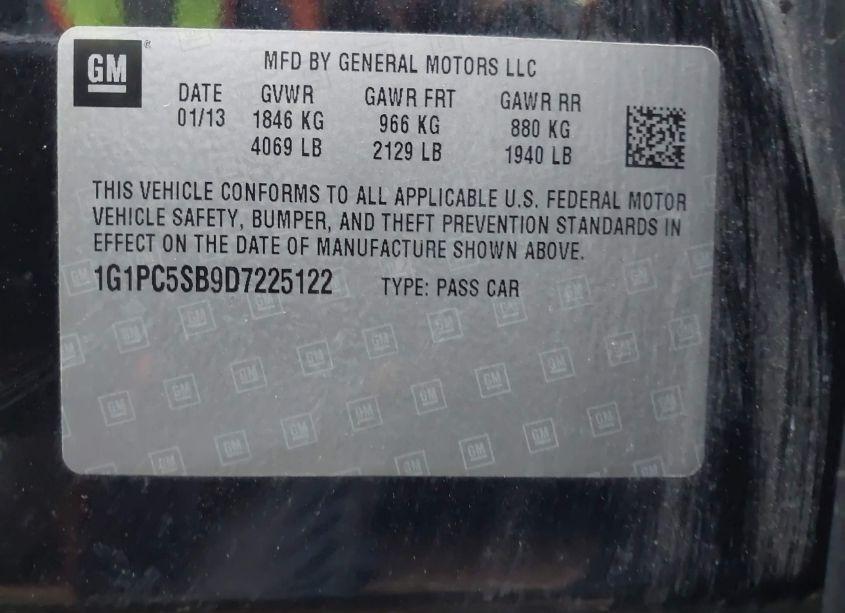 GM
MFD BY GENERAL MOTORS LLC
DATE GVWR GAWR FRT GAWR RR
01/13 1846 KG 966 KG 880 KG
4069 LB 2129 LB 1940 LB
THIS VEHICLE CONFORMS TO ALL APPLICABLE U.S. FEDERAL MOTOR
VEHICLE SAFETY, BUMPER, AND THEFT PREVENTION STANDARDS IN
EFFECT ON THE DATE OF MANUFACTURE SHOWN ABOVE.
1G1PC5SB9D7225122 TYPE: PASS CAR